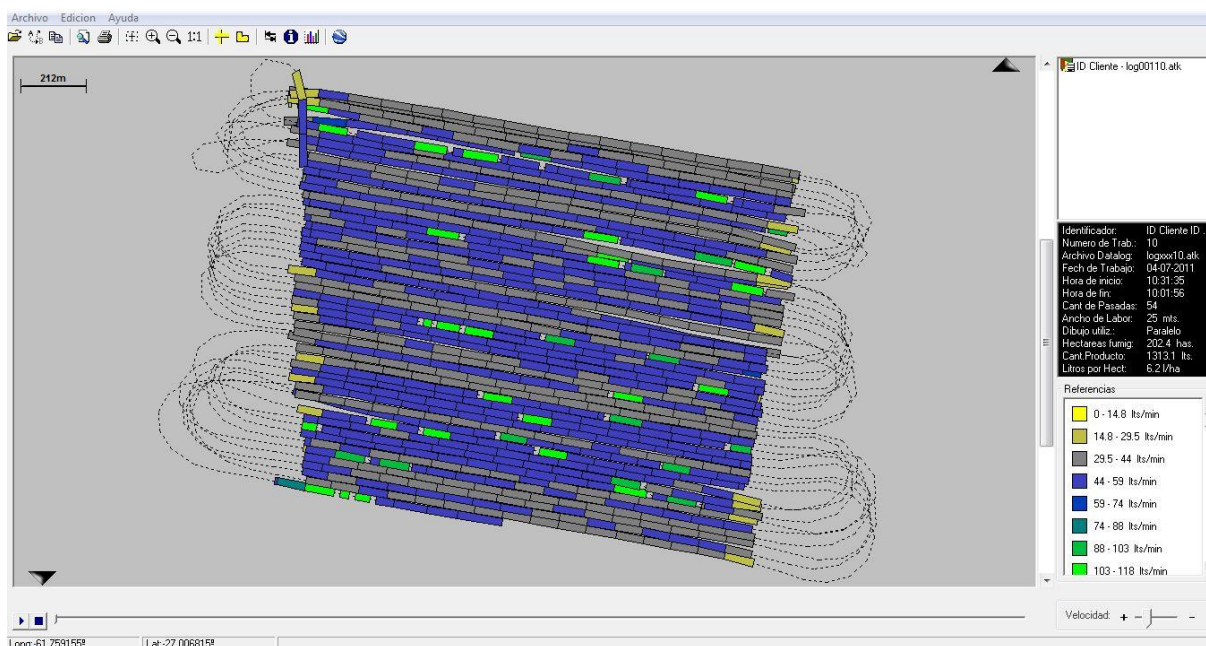 Archivo Edicion Ayuda
1:1
212m
ID Cliente - log00110.atk
Identificador: ID Cliente ID .
Numero de Trab.: 10
Archivo Datalog: logxxx10.atk
Fech de Trabajo: 04-07-2011
Hora de inicio: 10:31:35
Hora de fin: 10:01:56
Cant de Pasadas: 54
Ancho de Labor: 25 mts.
Dibujo utiliz.: Paralelo
Hectareas fumig: 202.4 has.
Cant.Producto: 1313.1 lts.
Litros por Hect: 6.2 l/ha
Referencias
0 - 14.8 lts/min
14.8 - 29.5 lts/min
29.5 - 44 lts/min
44 - 59 lts/min
59 - 74 lts/min
74 - 88 lts/min
88 - 103 lts/min
103 - 118 lts/min
Velocidad: + - -
Long:-61.759155º Lat:-27.006815º